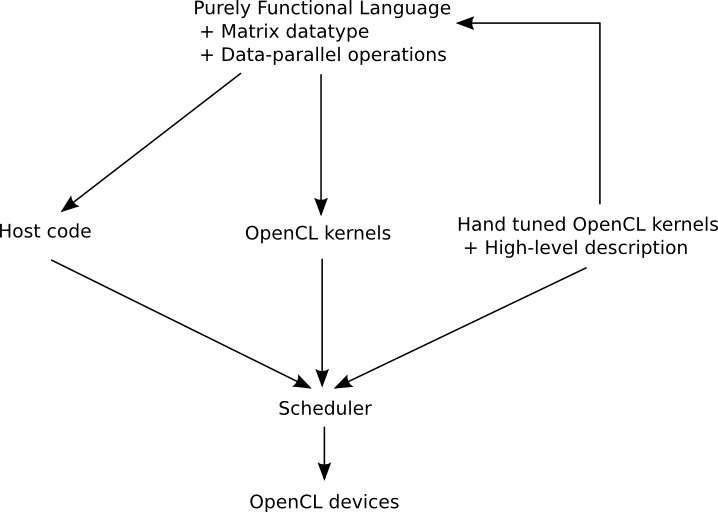 Purely Functional Language
+ Matrix datatype
+ Data-parallel operations
Host code
OpenCL kernels
Hand tuned OpenCL kernels
+ High-level description
Scheduler
OpenCL devices